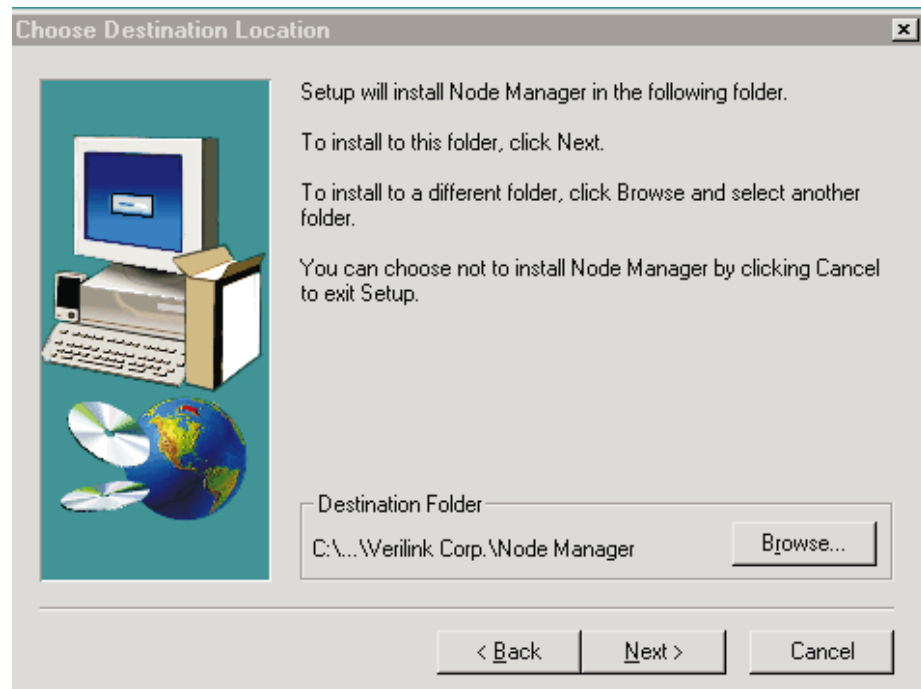 Choose Destination Location
Setup will install Node Manager in the following folder.
To install to this folder, click Next.
To install to a different folder, click Browse and select another
folder.
You can choose not to install Node Manager by clicking Cancel
to exit Setup.
Destination Folder
C:\...\Verilink Corp.\Node Manager
Browse...
< Back
Next >
Cancel